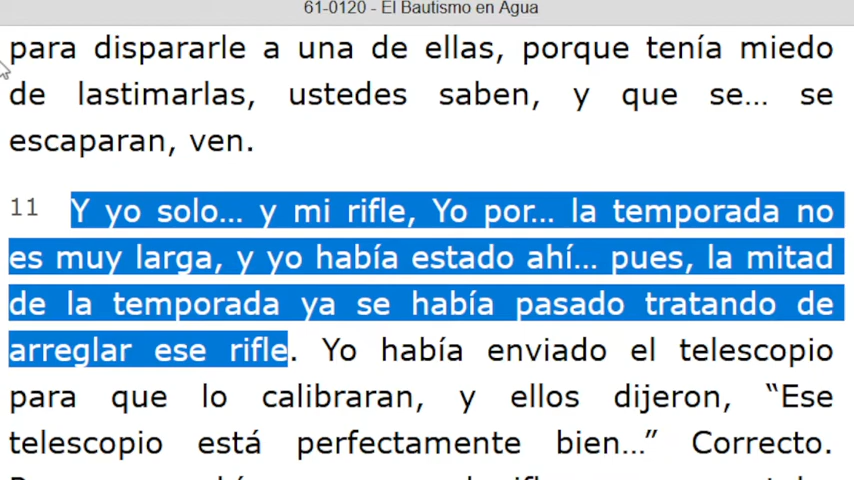 61-0120 - El Bautismo en Agua
para dispararle a una de ellas, porque tenía miedo
de lastimarlas, ustedes saben, y que se… se
escaparan, ven.
11 Y yo solo… y mi rifle, Yo por… la temporada no
es muy larga, y yo había estado ahí… pues, la mitad
de la temporada ya se había pasado tratando de
arreglar ese rifle. Yo había enviado el telescopio
para que lo calibraran, y ellos dijeron, “Ese
telescopio está perfectamente bien…” Correcto.